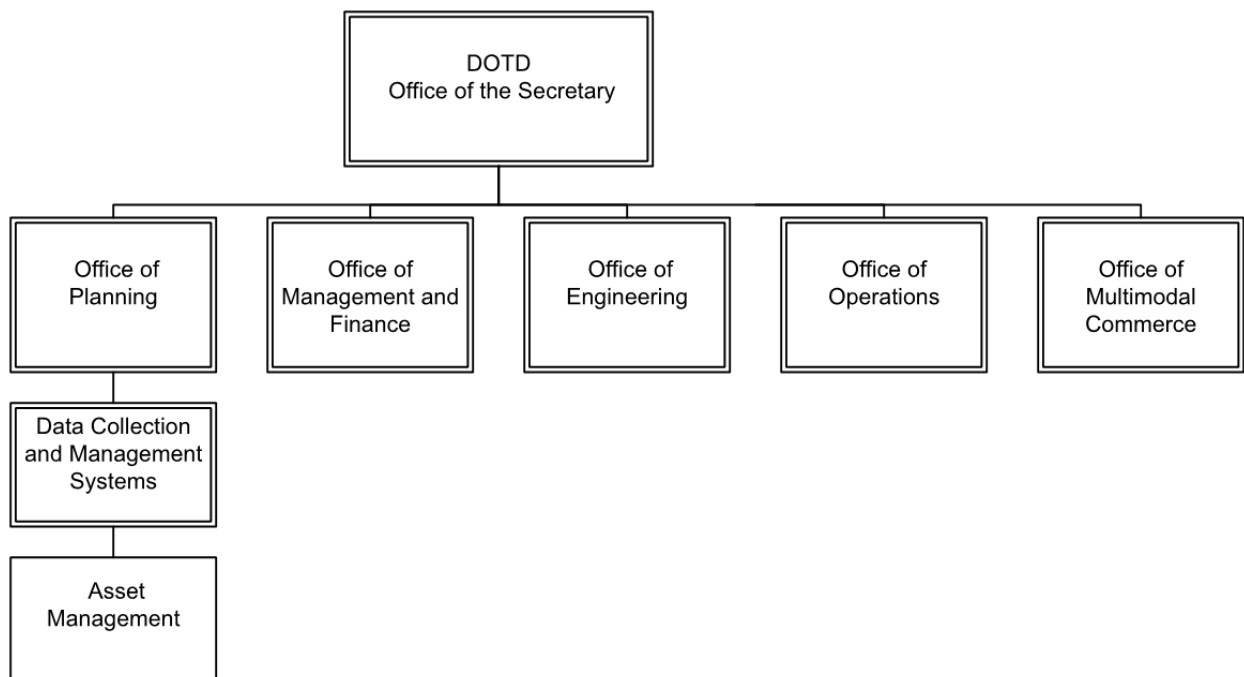 DOTD
Office of the Secretary
Office of
Planning
Office of
Management and
Finance
Office of
Engineering
Office of
Operations
Office of
Multimodal
Commerce
Data Collection
and Management
Systems
Asset
Management